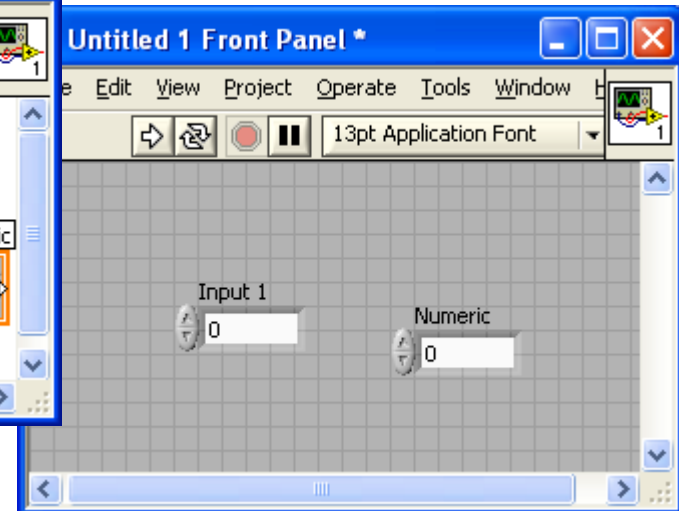 Untitled 1 Front Panel *
Edit View Project Operate Tools Window
13pt Application Font
1
1
Input 1
0
Numeric
0